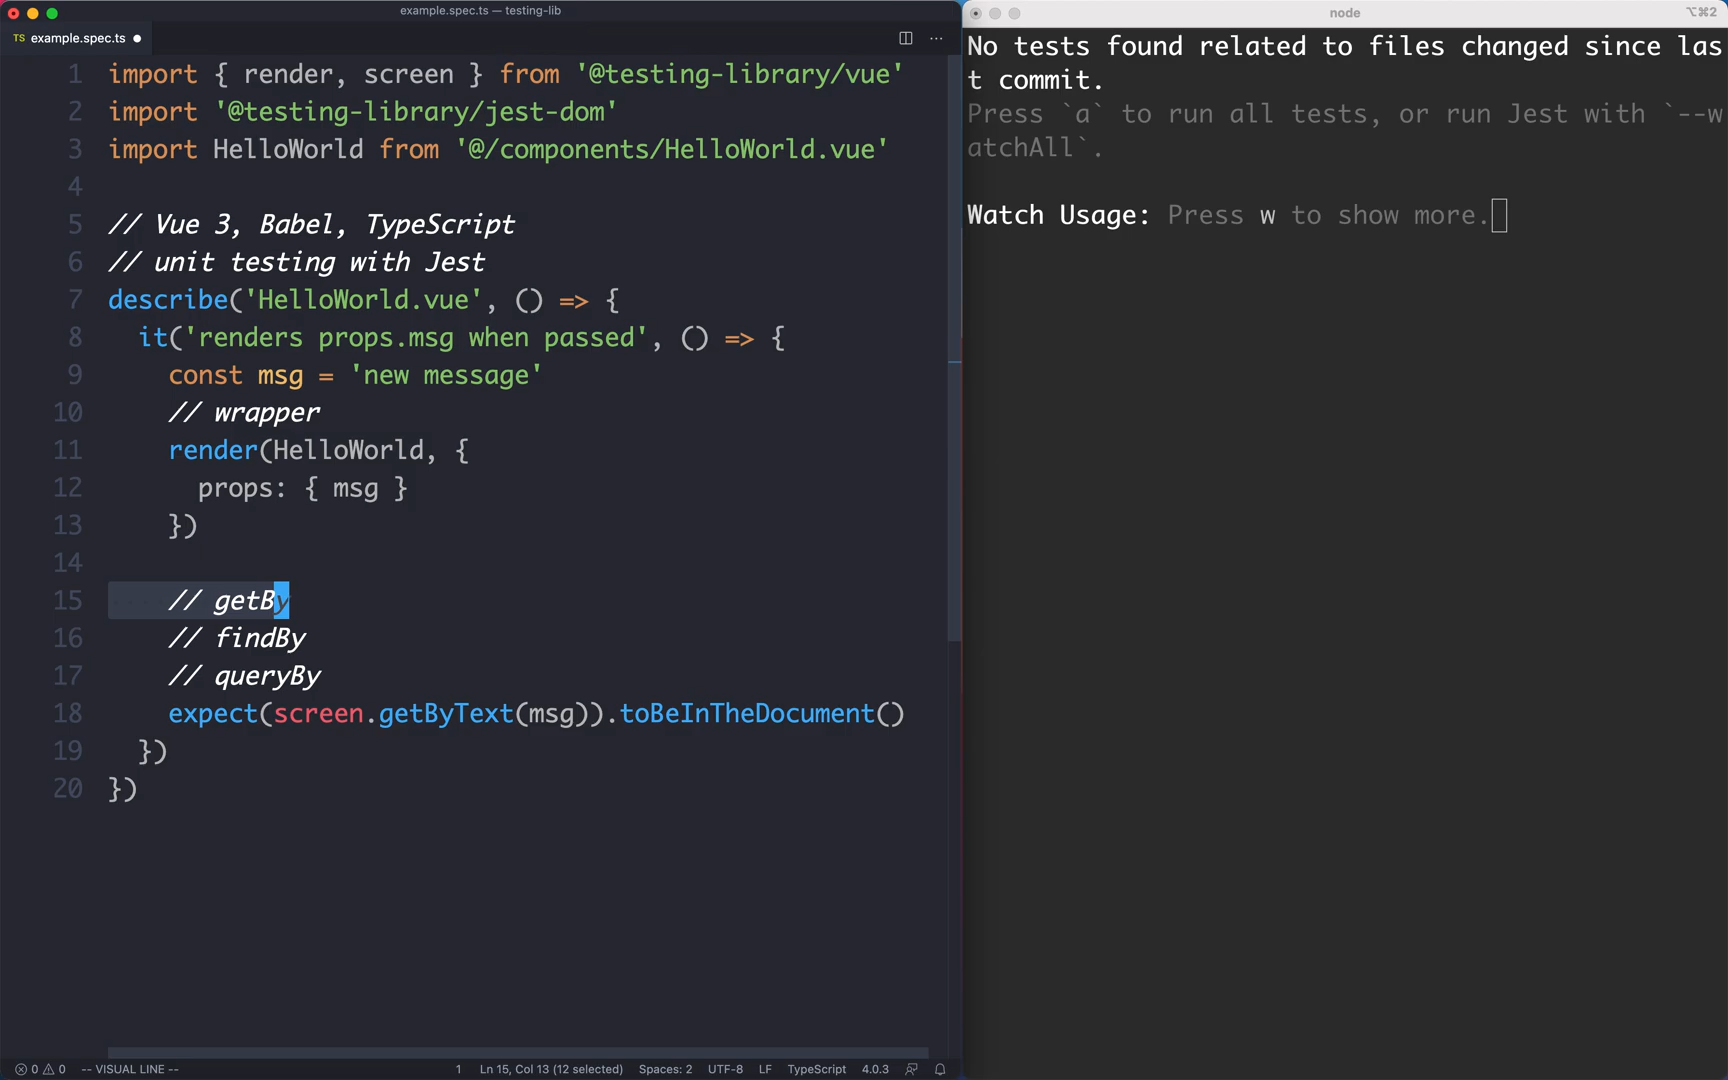 example.spec.ts — testing-lib
TS example.spec.ts ●
1 import { render, screen } from '@testing-library/vue'
2 import '@testing-library/jest-dom'
3 import HelloWorld from '@/components/HelloWorld.vue'
4
5 // Vue 3, Babel, TypeScript
6 // unit testing with Jest
7 describe('HelloWorld.vue', () => {
8 it('renders props.msg when passed', () => {
9 const msg = 'new message'
10 // wrapper
11 render(HelloWorld, {
12 props: { msg }
13 })
14
15 // getBy
16 // findBy
17 // queryBy
18 expect(screen.getByText(msg)).toBeInTheDocument()
19 })
20 })
0 0 -- VISUAL LINE -- 1 Ln 15, Col 13 (12 selected) Spaces: 2 UTF-8 LF TypeScript 4.0.3
node ⌥⌘2
No tests found related to files changed since las
t commit.
Press `a` to run all tests, or run Jest with `--w
atchAll`.
Watch Usage: Press w to show more.